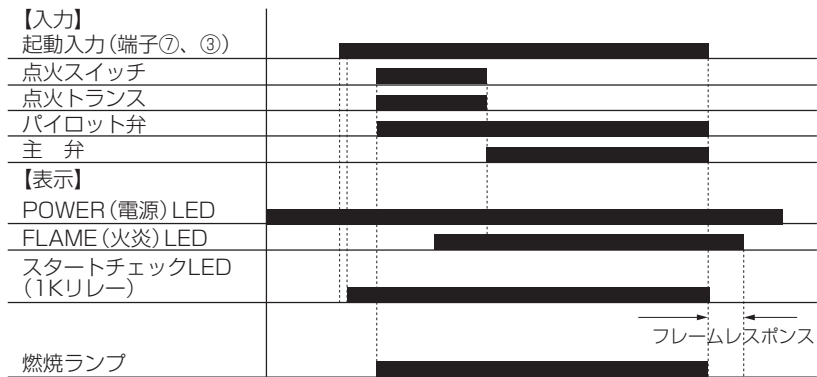 【入力】
起動入力(端子⑦、③)
点火スイッチ
点火トランス
パイロット弁
主　弁
【表示】
POWER(電源)LED
FLAME(火炎)LED
スタートチェックLED
(1Kリレー)
フレームレスポンス
燃焼ランプ